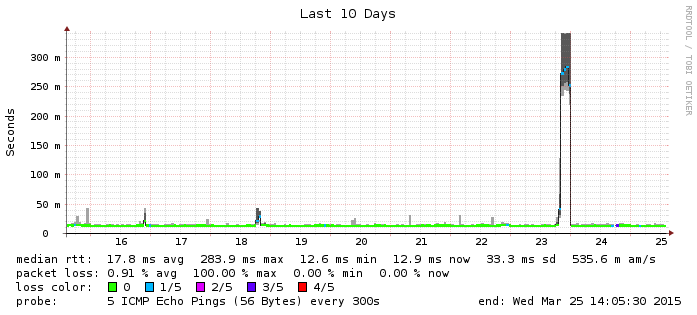 Last 10 Days
RRDTOOL / TOBI OETIKER
Seconds
300 m
250 m
200 m
150 m
100 m
50 m
0
16 17 18 19 20 21 22 23 24 25
median rtt: 17.8 ms avg 283.9 ms max 12.6 ms min 12.9 ms now 33.3 ms sd 535.6 m am/s
packet loss: 0.91 % avg 100.00 % max 0.00 % min 0.00 % now
loss color: 0 1/5 2/5 3/5 4/5
probe: 5 ICMP Echo Pings (56 Bytes) every 300s end: Wed Mar 25 14:05:30 2015